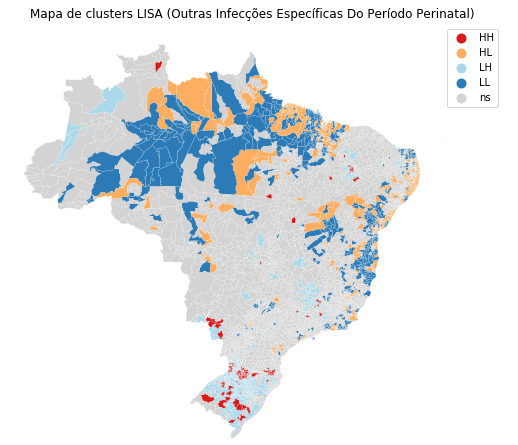 Mapa de clusters LISA (Outras Infecções Específicas Do Período Perinatal)
HH
HL
LH
LL
ns